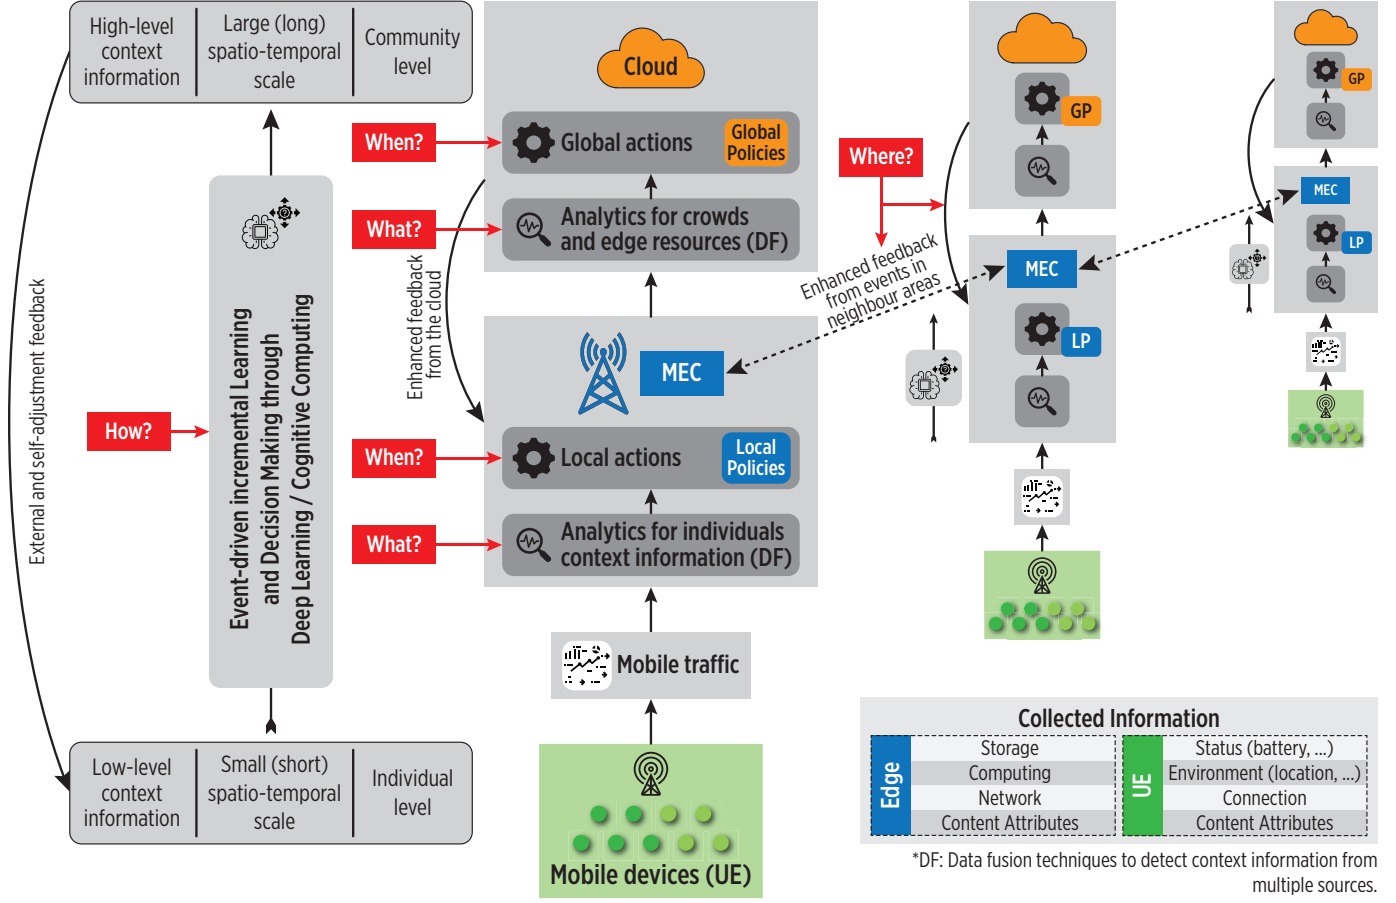 High-level
context
information
Large (long)
spatio-temporal
scale
Community
level
External and self-adjustment feedback
How?
Event-driven incremental Learning
and Decision Making through
Deep Learning / Cognitive Computing
Low-level
context
information
Small (short)
spatio-temporal
scale
Individual
level
Cloud
When?
Global actions
Global
Policies
What?
Analytics for crowds
and edge resources (DF)
Enhanced feedback
from the cloud
MEC
When?
Local actions
Local
Policies
What?
Analytics for individuals
context information (DF)
Mobile traffic
Mobile devices (UE)
Where?
Enhanced feedback
from events in
neighbour areas
GP
MEC
LP
GP
MEC
LP
Collected Information
Edge
Storage
Computing
Network
Content Attributes
UE
Status (battery, ...)
Environment (location, ...)
Connection
Content Attributes
*DF: Data fusion techniques to detect context information from
multiple sources.